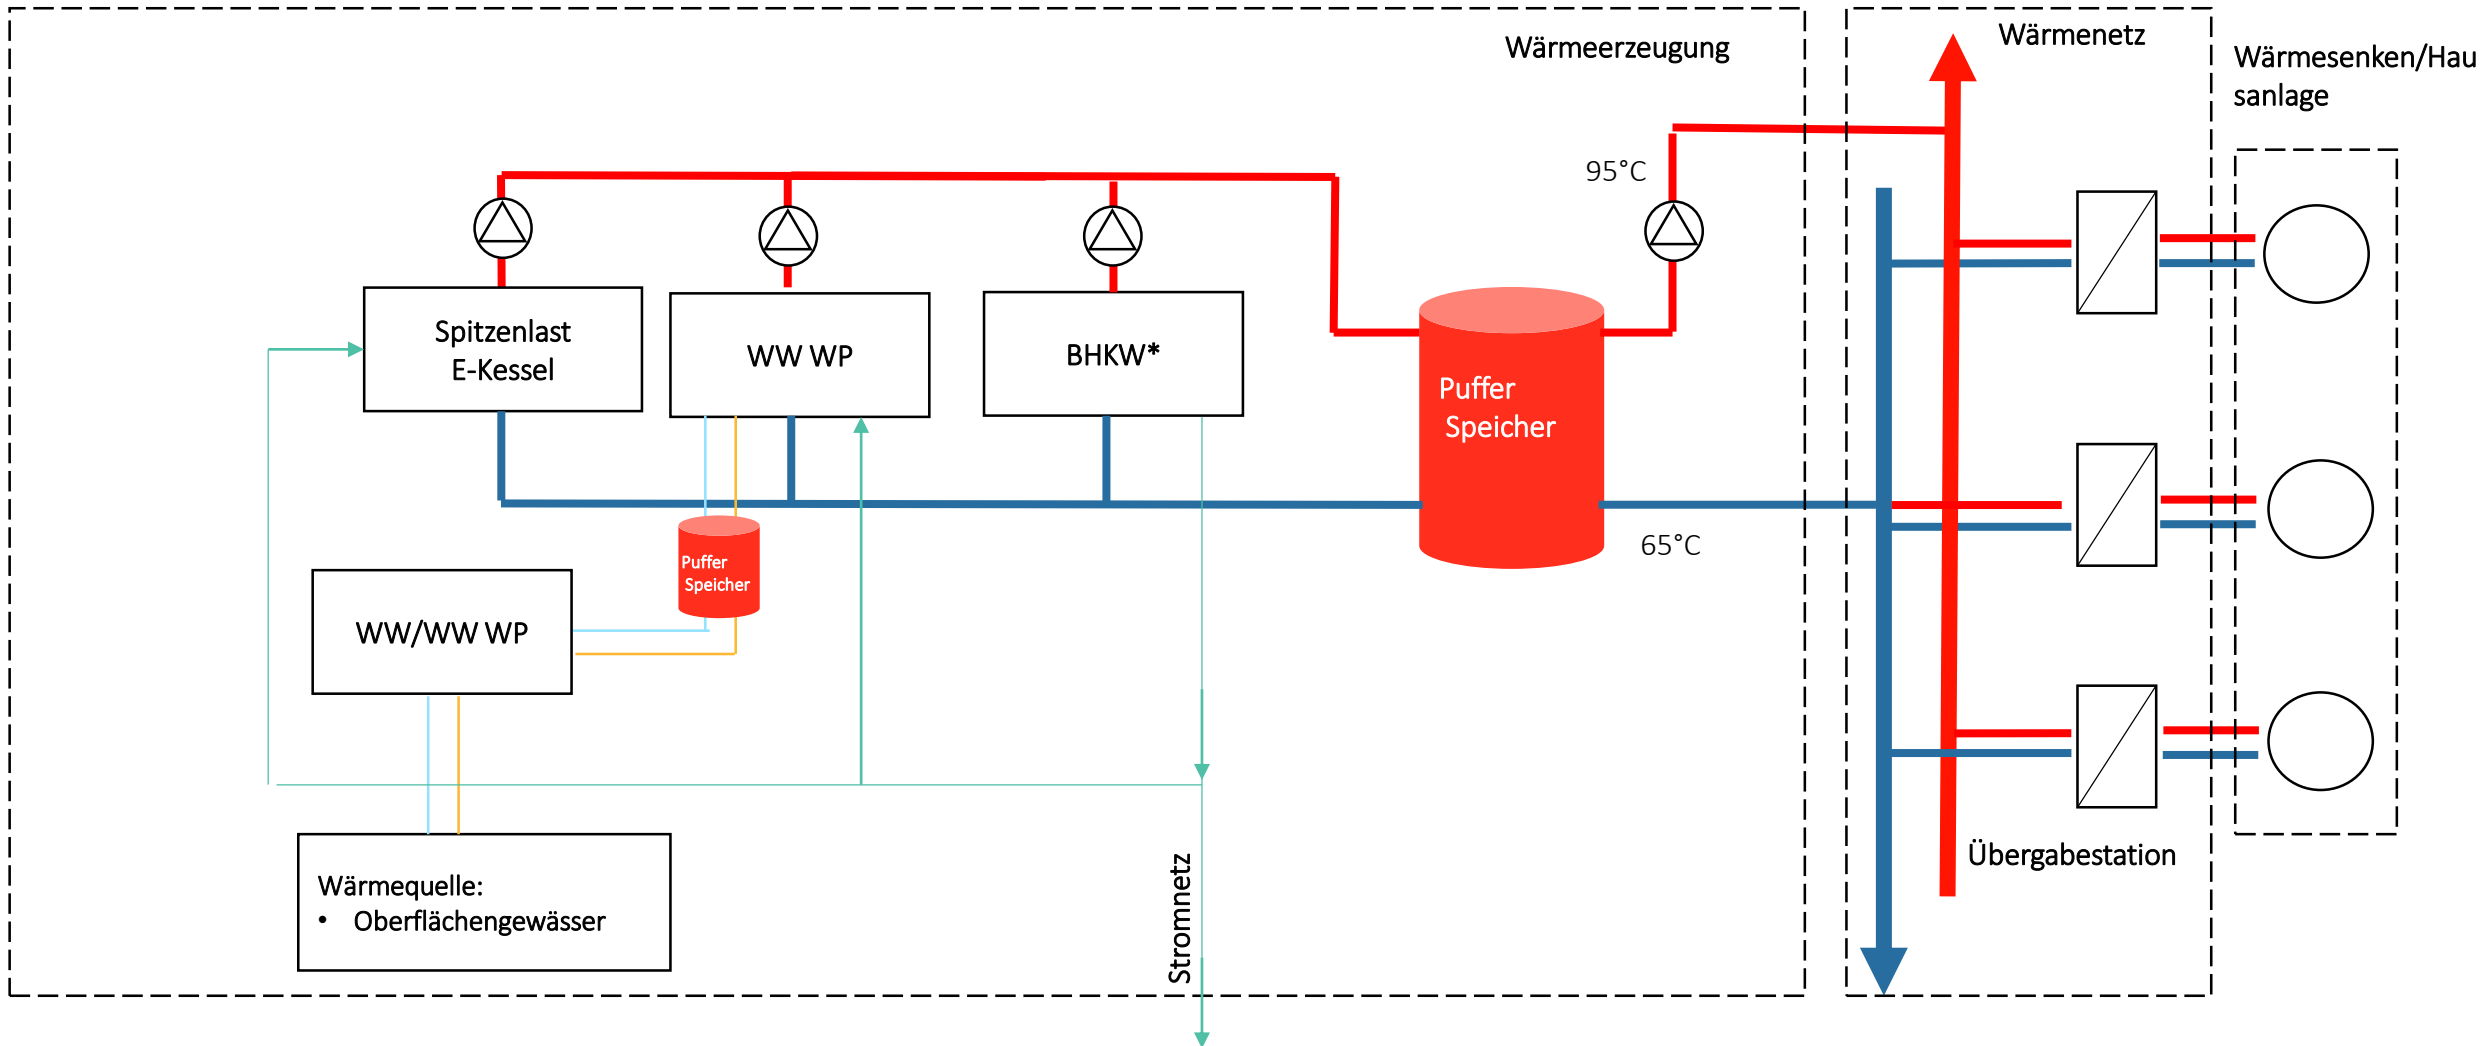 Wärmeerzeugung
Wärmenetz
Wärmesenken/Hau
sanlage
95°C
Spitzenlast
E-Kessel
WW WP
BHKW*
Puffer
Speicher
65°C
Puffer
Speicher
WW/WW WP
Übergabestation
Wärmequelle:
• Oberflächengewässer
Stromnetz